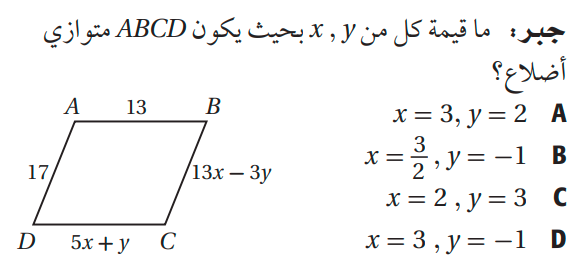 جبر: ما قيمة كل من x , y بحيث يكون ABCD متوازي
أضلاع؟
A x = 3, y = 2
B x = 3/2 , y = −1
C x = 2 , y = 3
D x = 3 , y = −1
A 13 B
17 13x − 3y
D 5x + y C